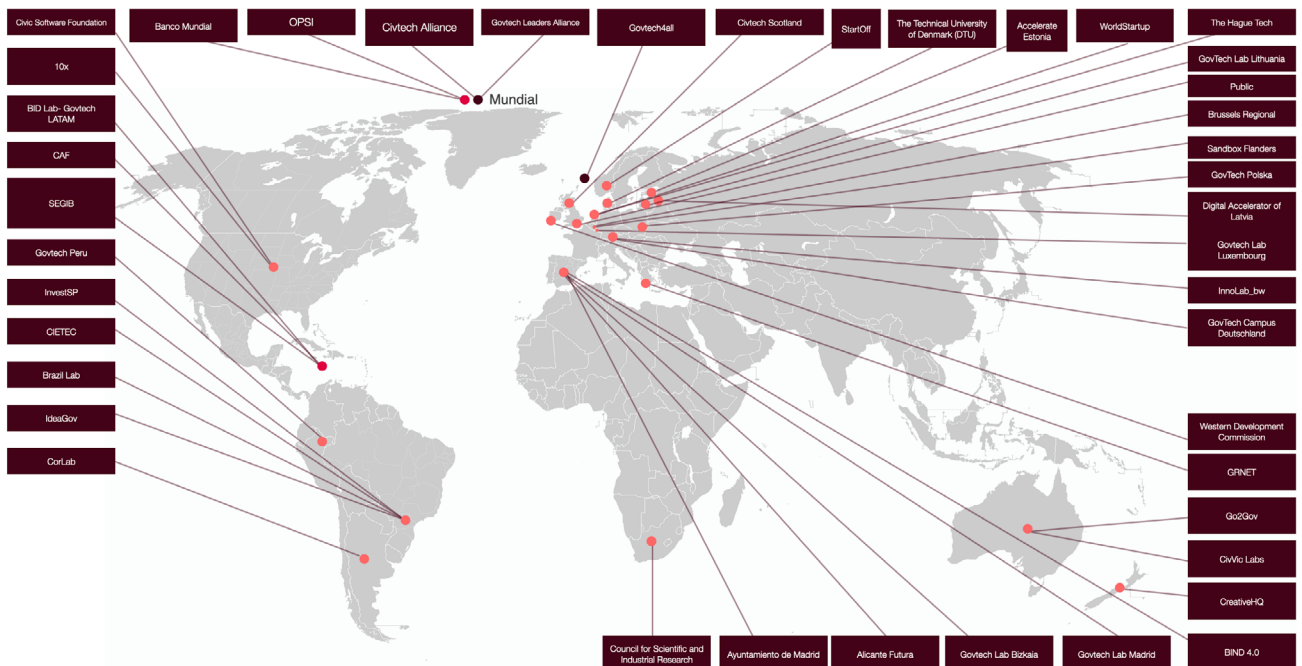 Civic Software Foundation
Banco Mundial
OPSI
Civtech Alliance
Govtech Leaders Alliance
Govtech4all
Civtech Scotland
StartOff
The Technical University
of Denmark (DTU)
Accelerate
Estonia
WorldStartup
The Hague Tech
10x
GovTech Lab Lithuania
Public
Mundial
BID Lab- Govtech
LATAM
Brussels Regional
CAF
Sandbox Flanders
GovTech Polska
SEGIB
Digital Accelerator of
Latvia
Govtech Peru
Govtech Lab
Luxembourg
InvestSP
InnoLab_bw
CIETEC
GovTech Campus
Deutschland
Brazil Lab
IdeaGov
Western Development
Commission
CorLab
GRNET
Go2Gov
CivVic Labs
CreativeHQ
Council for Scientific and
Industrial Research
Ayuntamiento de Madrid
Alicante Futura
Govtech Lab Bizkaia
Govtech Lab Madrid
BIND 4.0